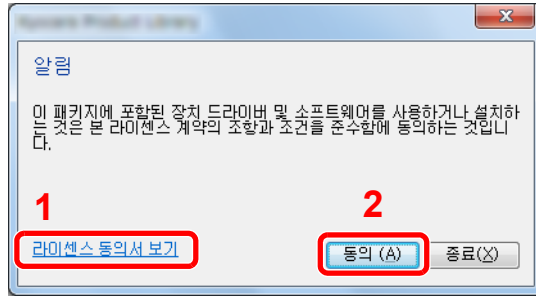 Kyocera Product Library
x
알림
이 패키지에 포함된 장치 드라이버 및 소프트웨어를 사용하거나 설치하
는 것은 본 라이센스 계약의 조항과 조건을 준수함에 동의하는 것입니
다.
1
2
라이센스 동의서 보기
동의 (A)
종료(X)